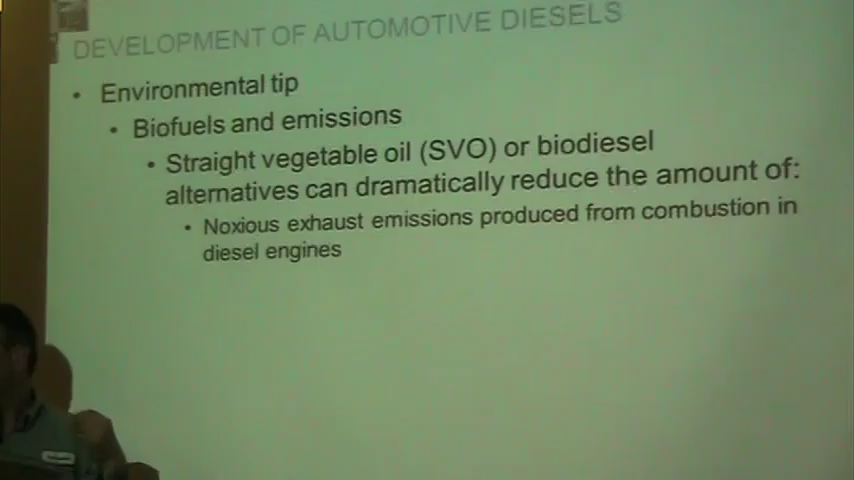 DEVELOPMENT OF AUTOMOTIVE DIESELS
• Environmental tip
• Biofuels and emissions
• Straight vegetable oil (SVO) or biodiesel
alternatives can dramatically reduce the amount of:
• Noxious exhaust emissions produced from combustion in
diesel engines